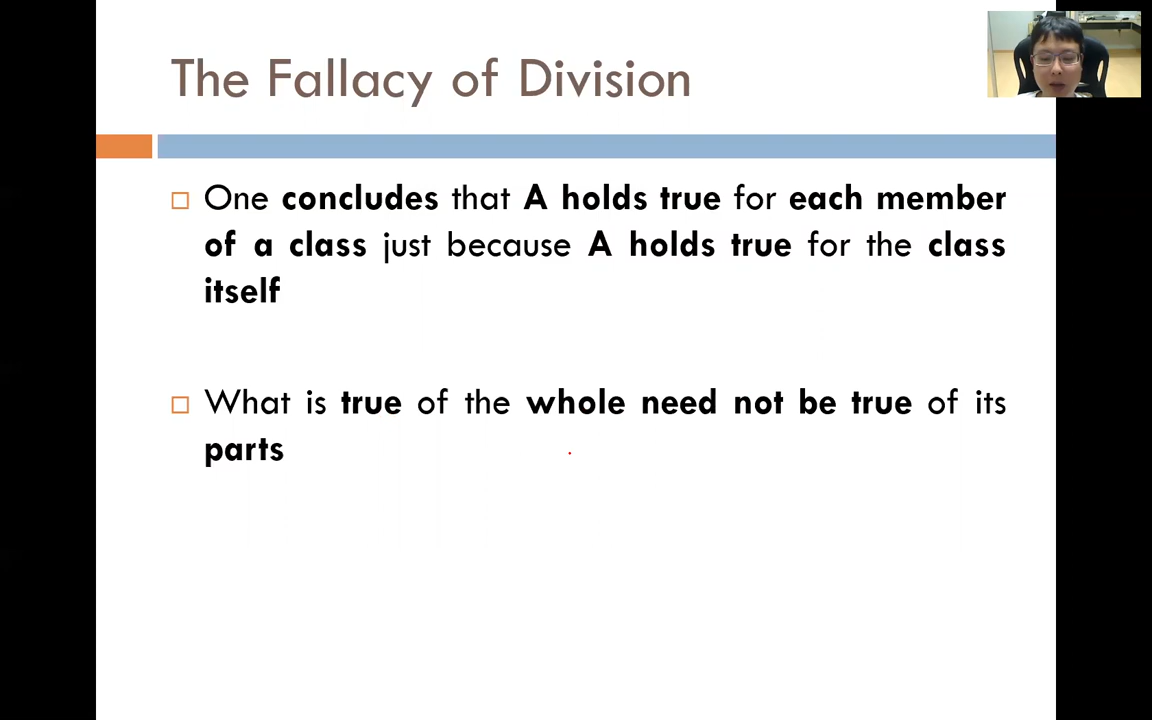 The Fallacy of Division
One concludes that A holds true for each member
of a class just because A holds true for the class
itself
What is true of the whole need not be true of its
parts